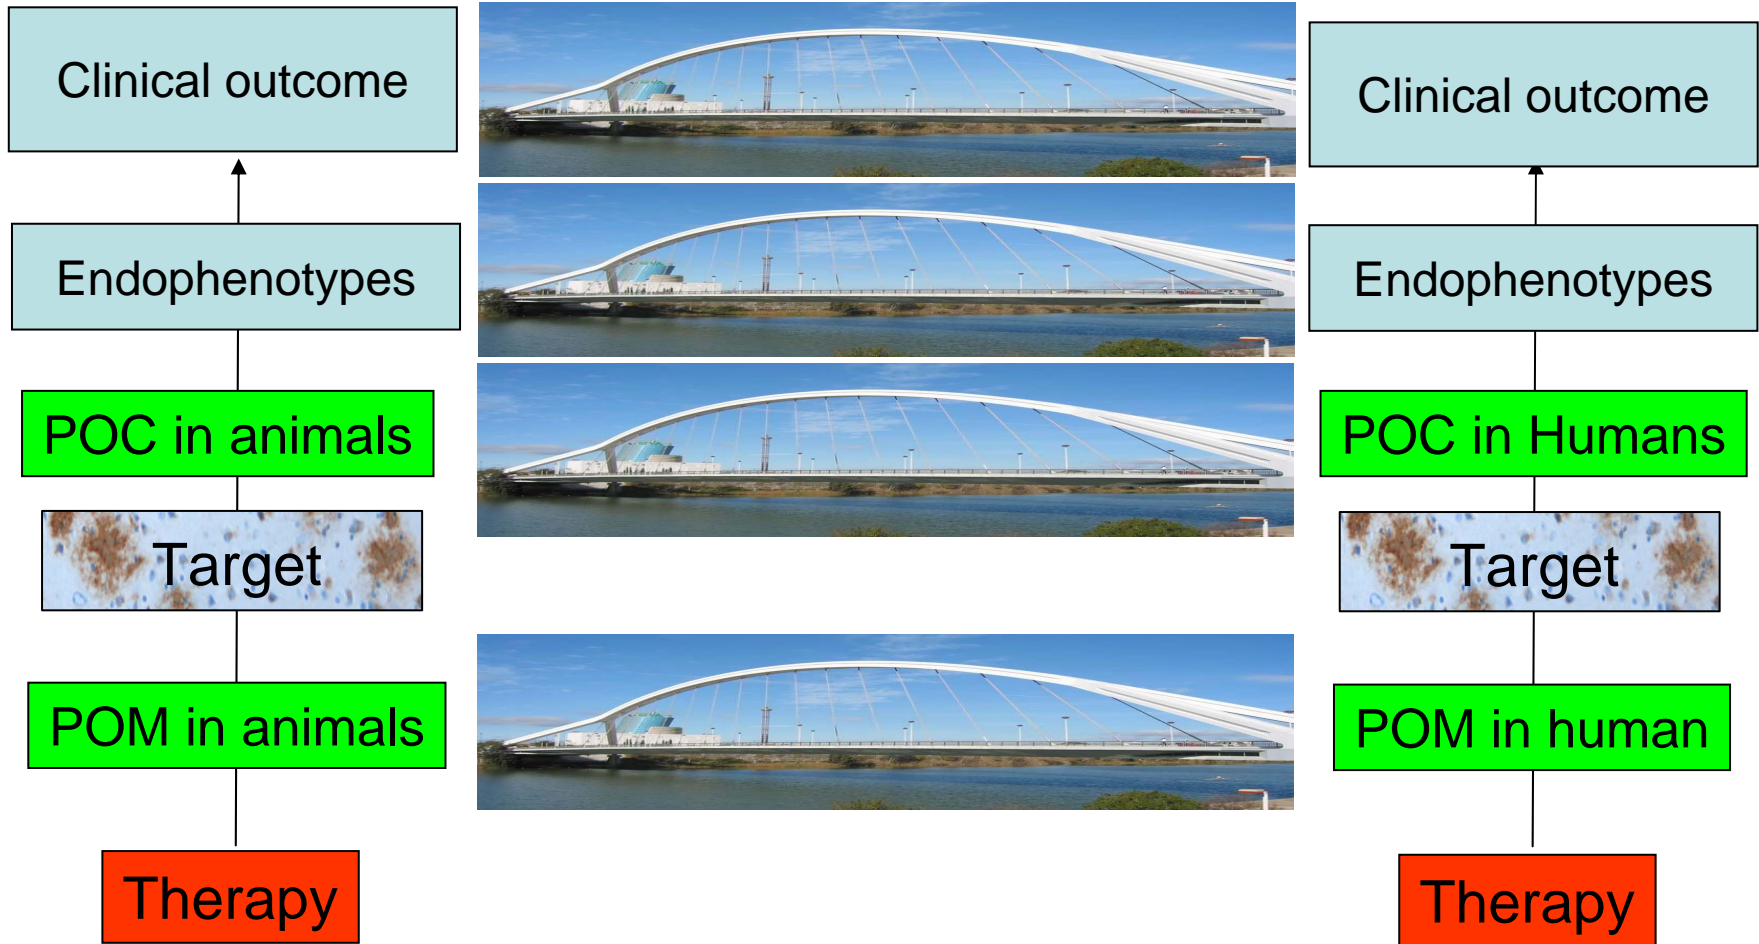 Clinical outcome
Endophenotypes
POC in animals
Target
POM in animals
Therapy
Clinical outcome
Endophenotypes
POC in Humans
Target
POM in human
Therapy